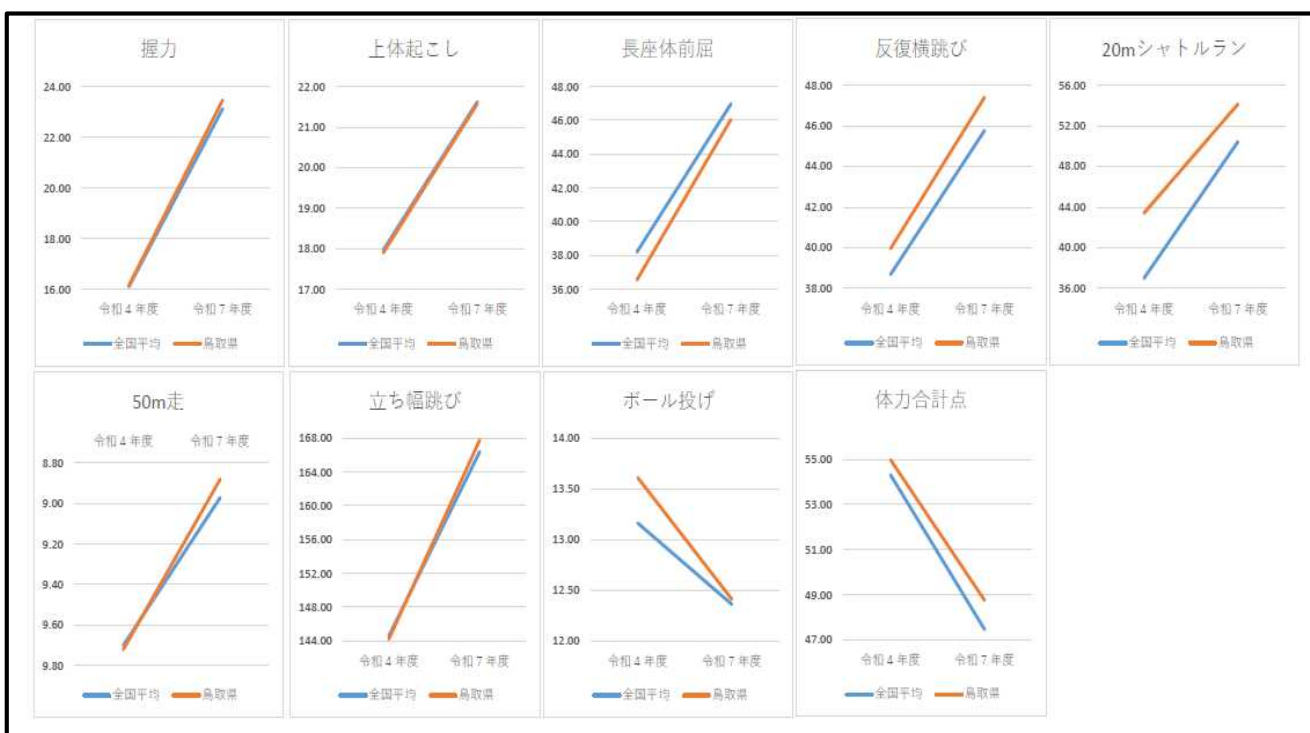 握力
24.00
22.00
20.00
18.00
16.00
令和4年度 令和7年度
全国平均 鳥取県
上体起こし
22.00
21.00
20.00
19.00
18.00
17.00
令和4年度 令和7年度
全国平均 鳥取県
長座体前屈
48.00
46.00
44.00
42.00
40.00
38.00
36.00
令和4年度 令和7年度
全国平均 鳥取県
反復横跳び
48.00
46.00
44.00
42.00
40.00
38.00
令和4年度 令和7年度
全国平均 鳥取県
20mシャトルラン
56.00
52.00
48.00
44.00
40.00
36.00
令和4年度 令和7年度
全国平均 鳥取県
50m走
令和4年度 令和7年度
8.80
9.00
9.20
9.40
9.60
9.80
全国平均 鳥取県
立ち幅跳び
168.00
164.00
160.00
156.00
152.00
148.00
144.00
令和4年度 令和7年度
全国平均 鳥取県
ボール投げ
14.00
13.50
13.00
12.50
12.00
令和4年度 令和7年度
全国平均 鳥取県
体力合計点
55.00
53.00
51.00
49.00
47.00
令和4年度 令和7年度
全国平均 鳥取県